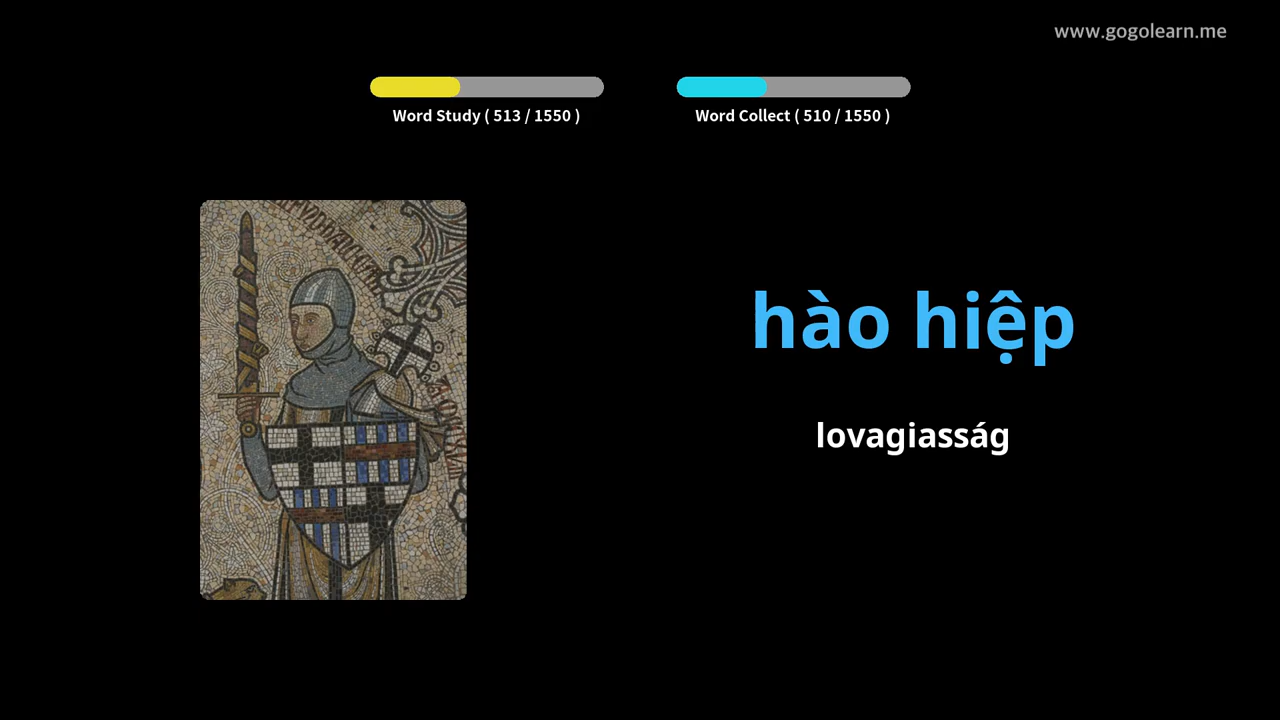 www.gogolearn.me
Word Study ( 513 / 1550 )
Word Collect ( 510 / 1550 )
hào hiệp
lovagiasság